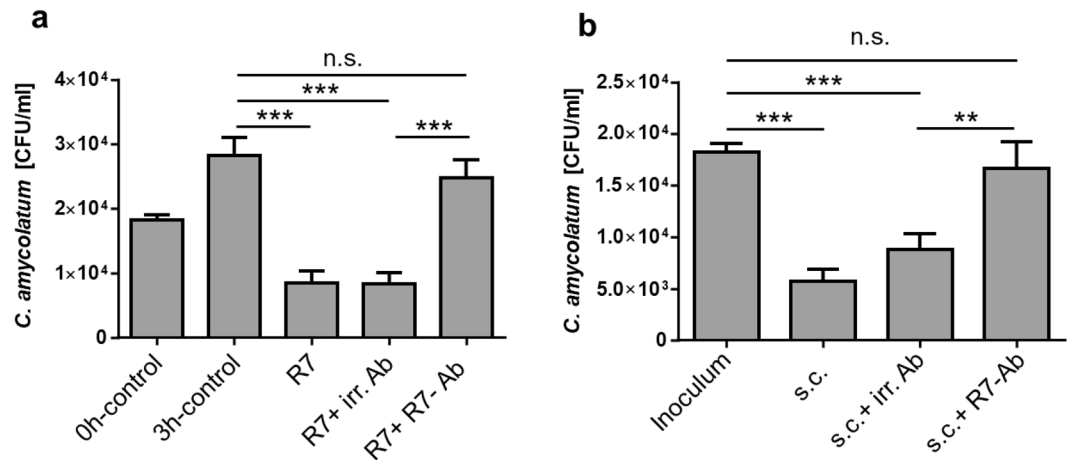 a
n.s.
***
***
***
C. amycolatum [CFU/ml]
4×10⁴
3×10⁴
2×10⁴
1×10⁴
0
0h-control
3h-control
R7
R7+ irr. Ab
R7+ R7- Ab
b
n.s.
***
***
**
C. amycolatum [CFU/ml]
2.5×10⁴
2.0×10⁴
1.5×10⁴
1.0×10⁴
5.0×10³
0
Inoculum
s.c.
s.c.+ irr. Ab
s.c.+ R7-Ab